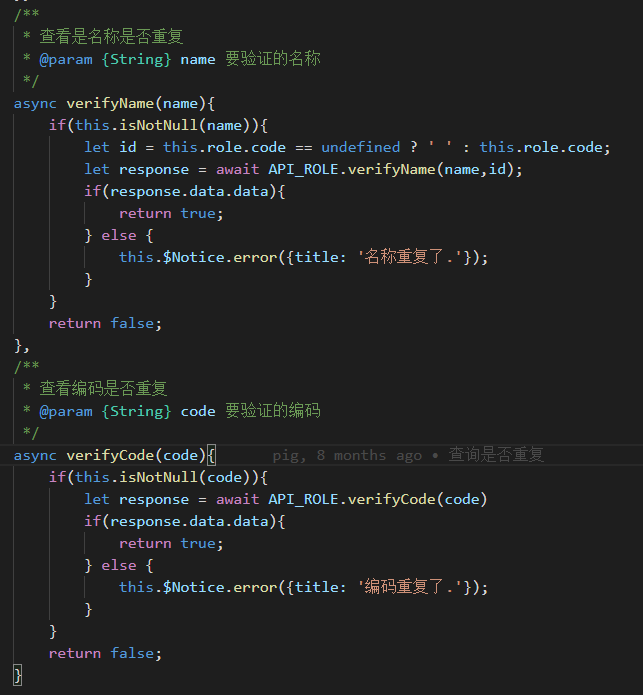 /**
 * 查看是名称是否重复
 * @param {String} name 要验证的名称
 */
async verifyName(name){
    if(this.isNotNull(name)){
        let id = this.role.code == undefined ? ' ' : this.role.code;
        let response = await API_ROLE.verifyName(name,id);
        if(response.data.data){
            return true;
        } else {
            this.$Notice.error({title: '名称重复了.'});
        }
    }
    return false;
},
/**
 * 查看编码是否重复
 * @param {String} code 要验证的编码
 */
async verifyCode(code){ pig, 8 months ago • 查询是否重复
    if(this.isNotNull(code)){
        let response = await API_ROLE.verifyCode(code)
        if(response.data.data){
            return true;
        } else {
            this.$Notice.error({title: '编码重复了.'});
        }
    }
    return false;
}